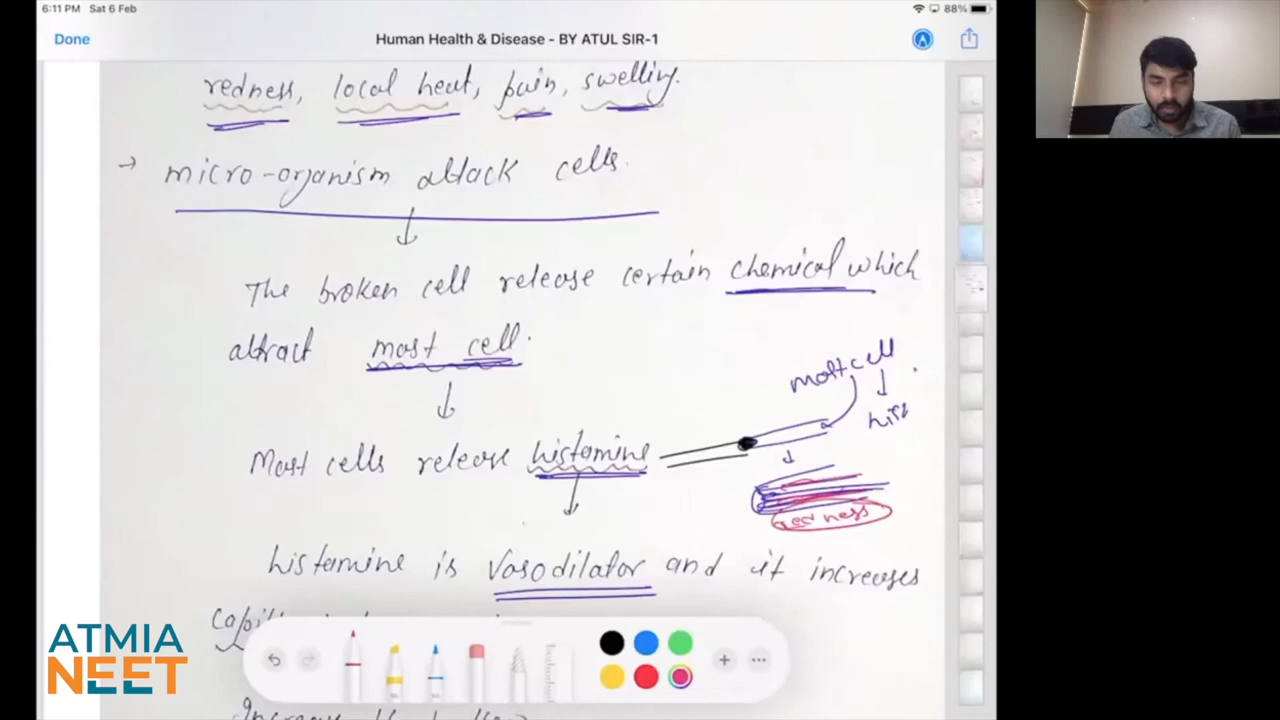 6:11 PM Sat 6 Feb
88%
Done
Human Health & Disease - BY ATUL SIR-1
redness, local heat, pain, swelling.
→ micro-organism attack cells.
↓
The broken cell release certain chemical which
attract mast cell.
↓
mast cell
↓
Mast cells release histamine
↓
↓
redness
histamine is vasodilator and it increases
ATMIA
NEET